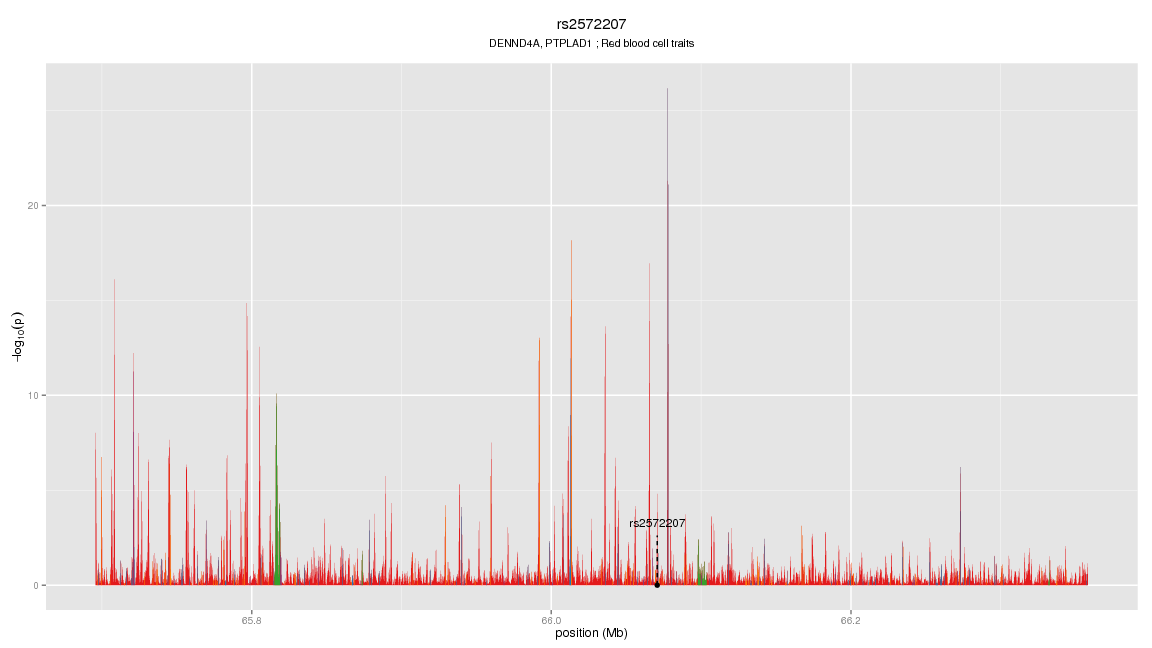 rs2572207
DENND4A, PTPLAD1 ; Red blood cell traits
20
10
0
−log10(p)
rs2572207
65.8 66.0 66.2
position (Mb)